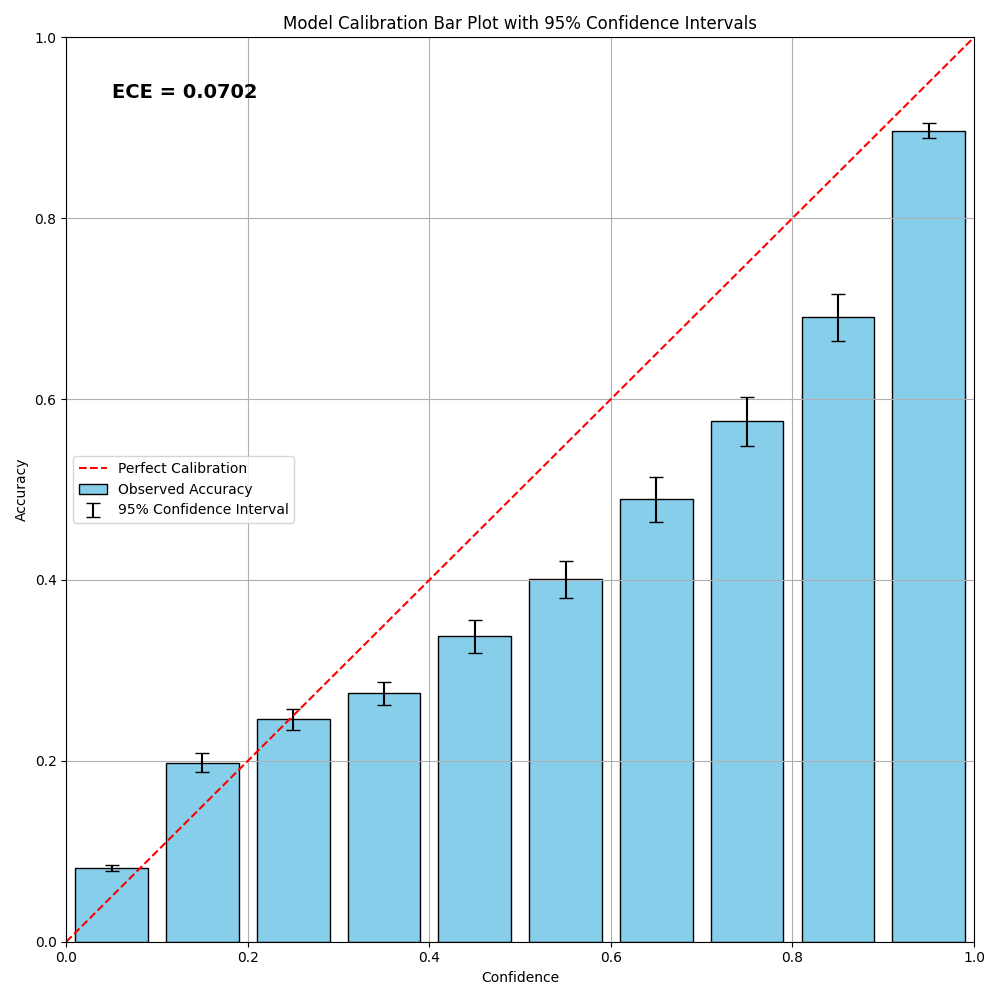 Model Calibration Bar Plot with 95% Confidence Intervals
1.0
ECE = 0.0702
0.8
0.6
Accuracy
Perfect Calibration
Observed Accuracy
95% Confidence Interval
0.4
0.2
0.0
0.0 0.2 0.4 0.6 0.8 1.0
Confidence